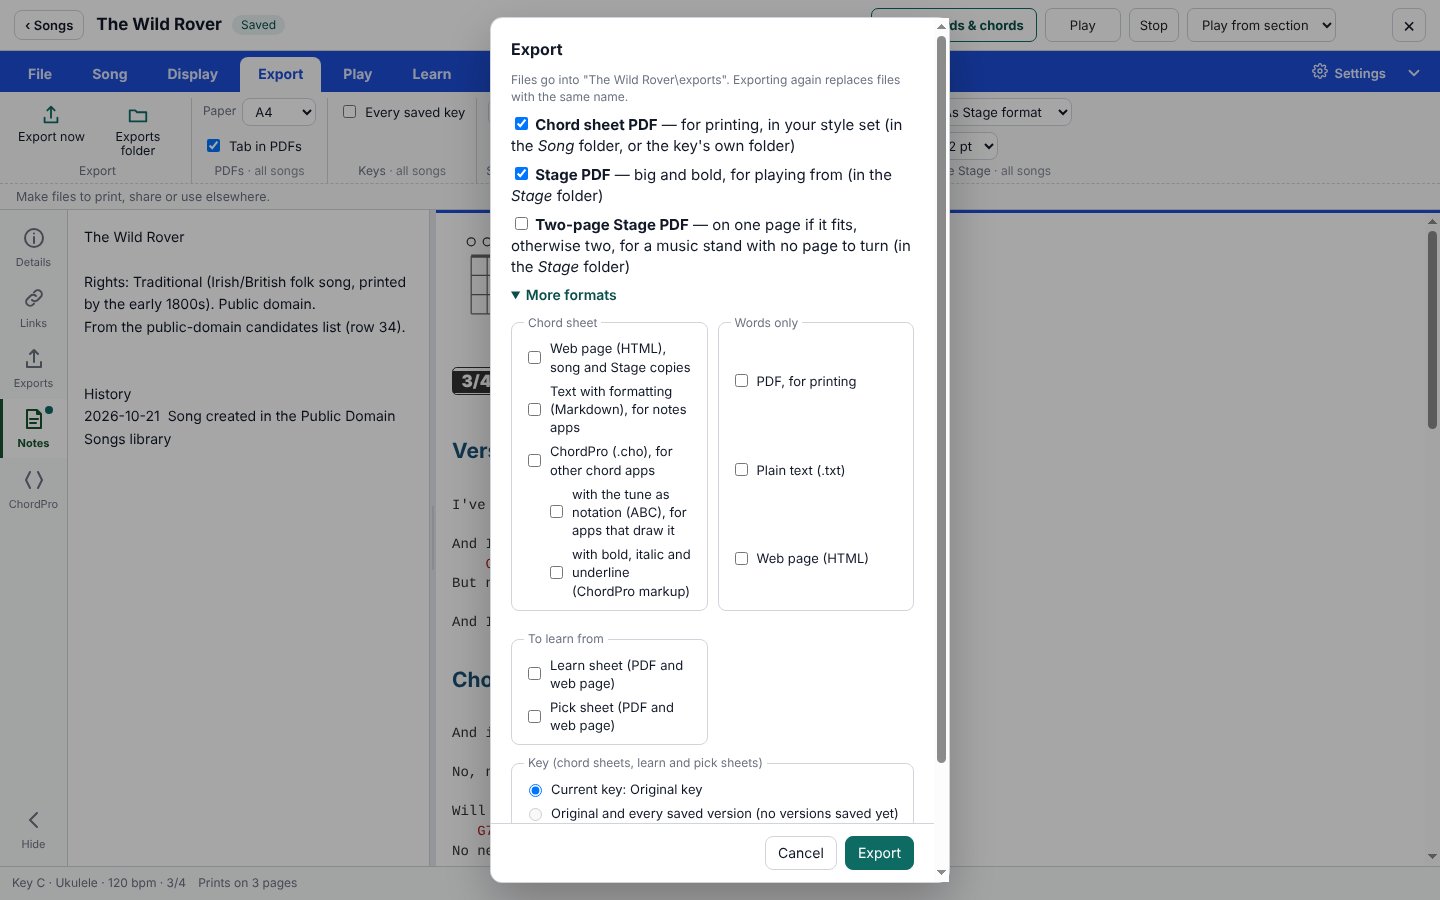 ‹ Songs
The Wild Rover
Saved
ds & chords
Play
Stop
Play from section
File
Song
Display
Export
Play
Learn
Settings
Export now
Exports
folder
Export
Paper
A4
Tab in PDFs
PDFs · all songs
Every saved key
Keys · all songs
As Stage format
2 pt
Stage · all songs
Make files to print, share or use elsewhere.
Details
Links
Exports
Notes
ChordPro
Hide
The Wild Rover
Rights: Traditional (Irish/British folk song, printed
by the early 1800s). Public domain.
From the public-domain candidates list (row 34).
History
2026-10-21 Song created in the Public Domain
Songs library
3/4
Vers
I've
And I
But n
And I
Cho
And i
No, n
Will
G7
No ne
Export
Files go into "The Wild Rover\exports". Exporting again replaces files
with the same name.
Chord sheet PDF — for printing, in your style set (in
the Song folder, or the key's own folder)
Stage PDF — big and bold, for playing from (in the
Stage folder)
Two-page Stage PDF — on one page if it fits,
otherwise two, for a music stand with no page to turn (in
the Stage folder)
▼ More formats
Chord sheet
Web page (HTML),
song and Stage copies
Text with formatting
(Markdown), for notes
apps
ChordPro (.cho), for
other chord apps
with the tune as
notation (ABC), for
apps that draw it
with bold, italic and
underline
(ChordPro markup)
Words only
PDF, for printing
Plain text (.txt)
Web page (HTML)
To learn from
Learn sheet (PDF and
web page)
Pick sheet (PDF and
web page)
Key (chord sheets, learn and pick sheets)
Current key: Original key
Original and every saved version (no versions saved yet)
Cancel
Export
Key C · Ukulele · 120 bpm · 3/4 Prints on 3 pages